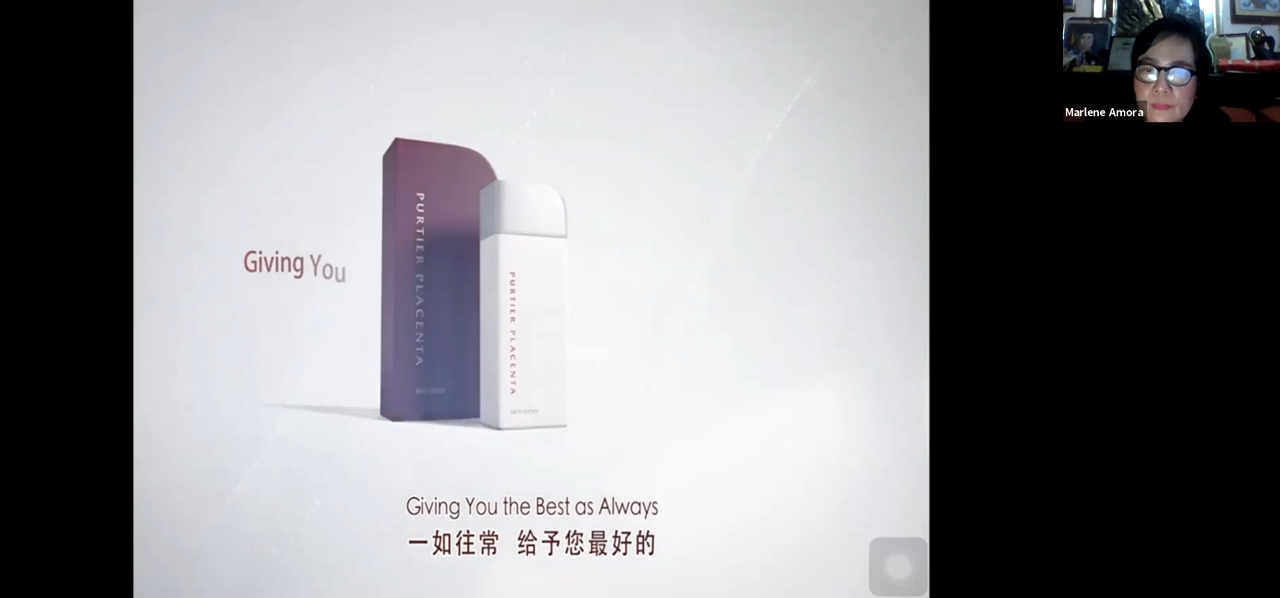 Marlene Amora
PURTIER PLACENTA
PURTIER PLACENTA
Giving You
Giving You the Best as Always
一如往常 给予您最好的